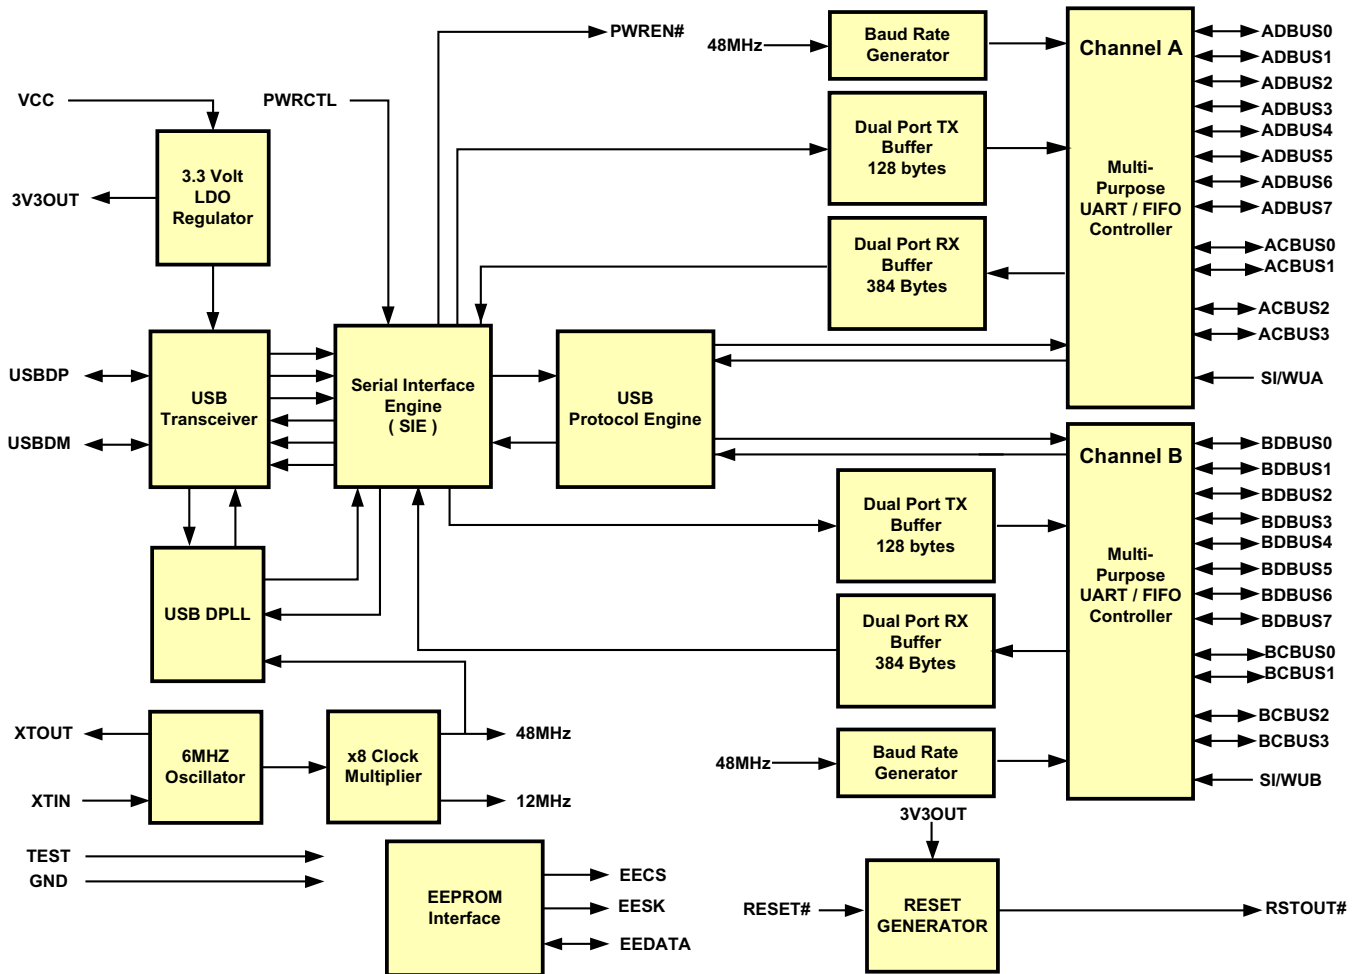 PWREN#
48MHz
Baud Rate
Generator
Channel A
ADBUS0
ADBUS1
ADBUS2
ADBUS3
ADBUS4
ADBUS5
ADBUS6
ADBUS7
ACBUS0
ACBUS1
ACBUS2
ACBUS3
SI/WUA
Multi-
Purpose
UART / FIFO
Controller
VCC
PWRCTL
3.3 Volt
LDO
Regulator
3V3OUT
Dual Port TX
Buffer
128 bytes
Dual Port RX
Buffer
384 Bytes
USBDP
USBDM
USB
Transceiver
Serial Interface
Engine
( SIE )
USB
Protocol Engine
Channel B
BDBUS0
BDBUS1
BDBUS2
BDBUS3
BDBUS4
BDBUS5
BDBUS6
BDBUS7
BCBUS0
BCBUS1
BCBUS2
BCBUS3
SI/WUB
Multi-
Purpose
UART / FIFO
Controller
Dual Port TX
Buffer
128 bytes
Dual Port RX
Buffer
384 Bytes
USB DPLL
XTOUT
XTIN
6MHZ
Oscillator
x8 Clock
Multiplier
48MHz
12MHz
48MHz
Baud Rate
Generator
TEST
GND
EEPROM
Interface
EECS
EESK
EEDATA
3V3OUT
RESET#
RESET
GENERATOR
RSTOUT#